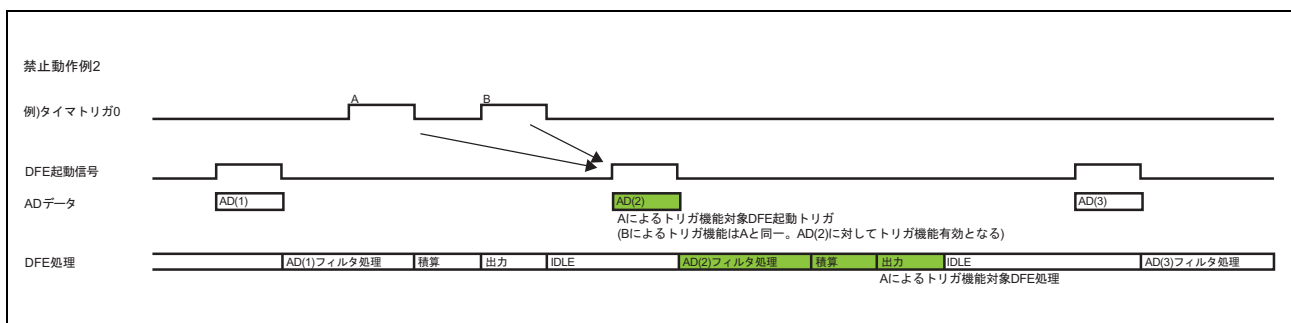 禁止動作例2
A
B
例)タイマトリガ0
DFE起動信号
ADデータ
AD(1)
AD(2)
AD(3)
Aによるトリガ機能対象DFE起動トリガ
(Bによるトリガ機能はAと同一。AD(2)に対してトリガ機能有効となる)
DFE処理
AD(1)フィルタ処理
積算
出力
IDLE
AD(2)フィルタ処理
積算
出力
IDLE
AD(3)フィルタ処理
Aによるトリガ機能対象DFE処理